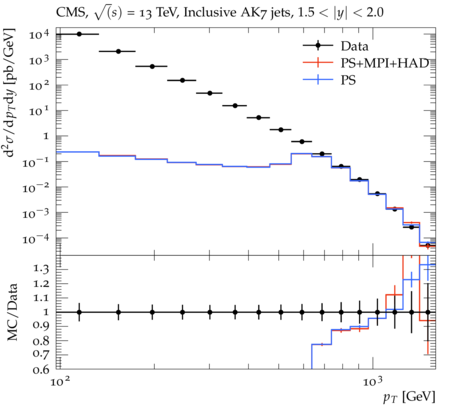 CMS, √(s) = 13 TeV, Inclusive AK7 jets, 1.5 < |y| < 2.0
d²σ/dp_T dy [pb/GeV]
10⁴
10³
10²
10¹
1
10⁻¹
10⁻²
10⁻³
10⁻⁴
Data
PS+MPI+HAD
PS
MC/Data
1.3
1.2
1.1
1
0.9
0.8
0.7
0.6
10²
10³
p_T [GeV]